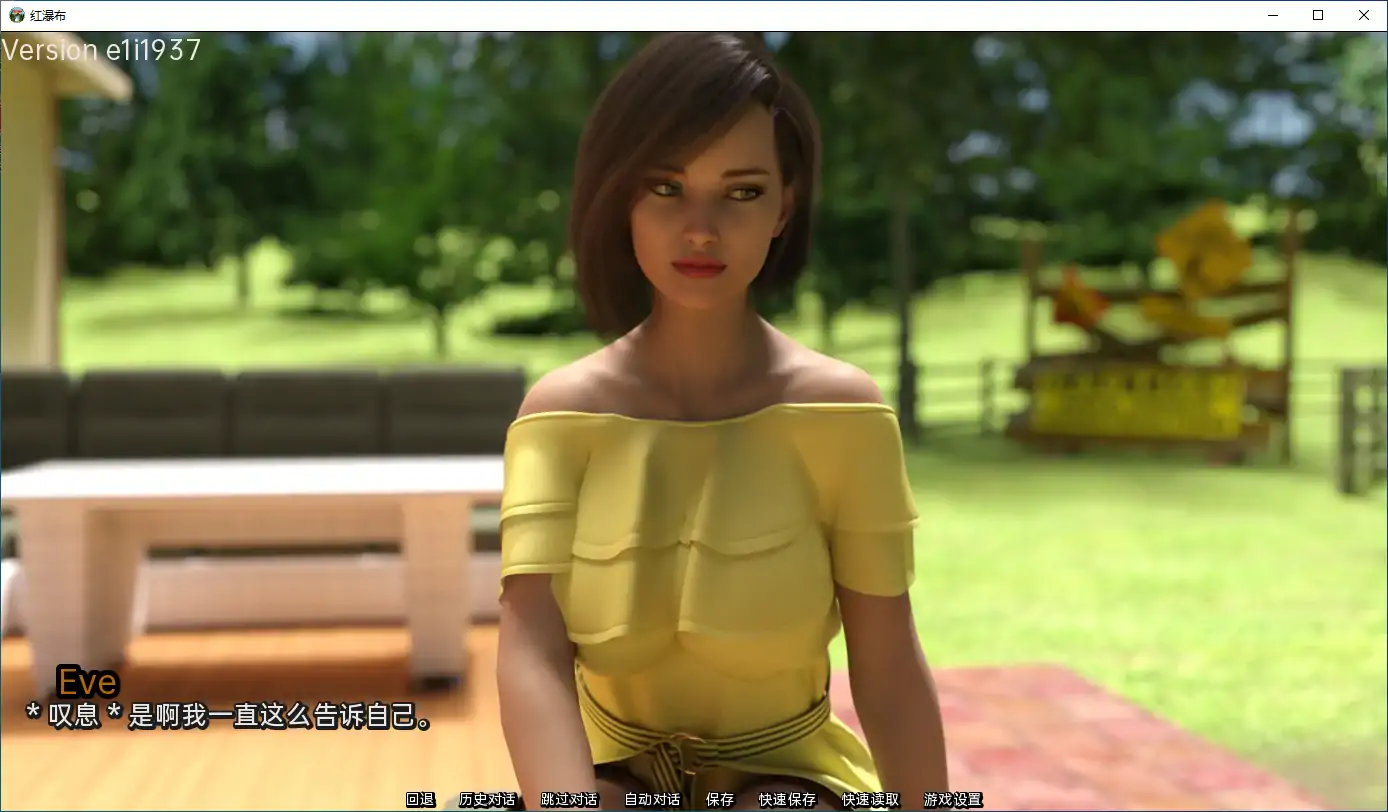 红瀑布
Version e1i1937
Eve
* 叹息 * 是啊我一直这么告诉自己。
回退 历史对话 跳过对话 自动对话 保存 快速保存 快速读取 游戏设置